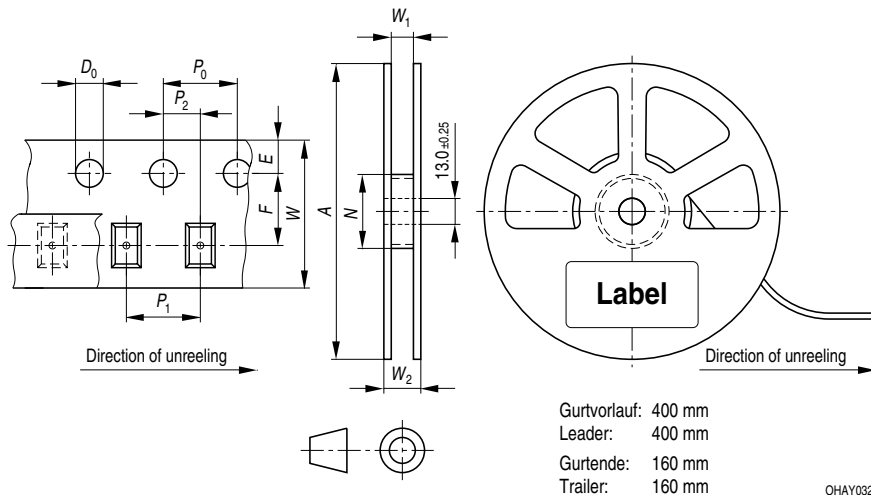 W1
D0
P0
P2
E
F
W
A
N
13.0 ±0.25
Label
P1
Direction of unreeling
W2
Direction of unreeling
Gurtvorlauf: 400 mm
Leader: 400 mm
Gurtende: 160 mm
Trailer: 160 mm